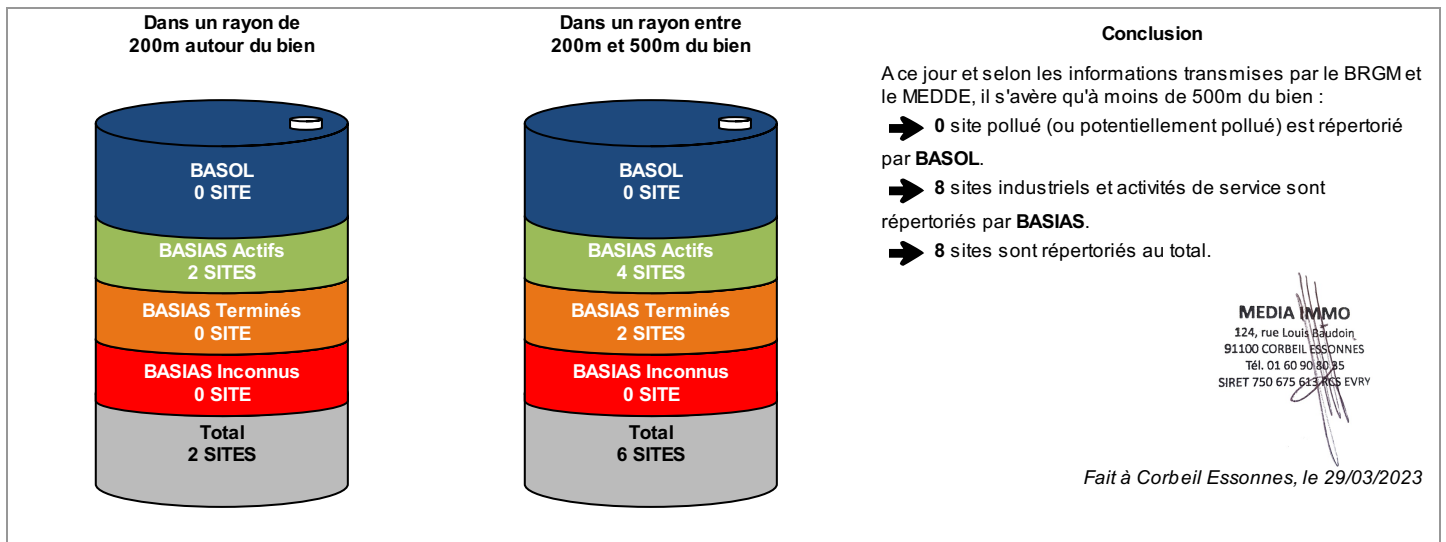 Dans un rayon de
200m autour du bien
BASOL
0 SITE
BASIAS Actifs
2 SITES
BASIAS Terminés
0 SITE
BASIAS Inconnus
0 SITE
Total
2 SITES
Dans un rayon entre
200m et 500m du bien
BASOL
0 SITE
BASIAS Actifs
4 SITES
BASIAS Terminés
2 SITES
BASIAS Inconnus
0 SITE
Total
6 SITES
Conclusion
A ce jour et selon les informations transmises par le BRGM et
le MEDDE, il s'avère qu'à moins de 500m du bien :
0 site pollué (ou potentiellement pollué) est répertorié
par BASOL.
8 sites industriels et activités de service sont
répertoriés par BASIAS.
8 sites sont répertoriés au total.
MEDIA IMMO
124, rue Louis Baudoin
91100 CORBEIL ESSONNES
Tél. 01 60 90 80 85
SIRET 750 675 613 RCS EVRY
Fait à Corbeil Essonnes, le 29/03/2023